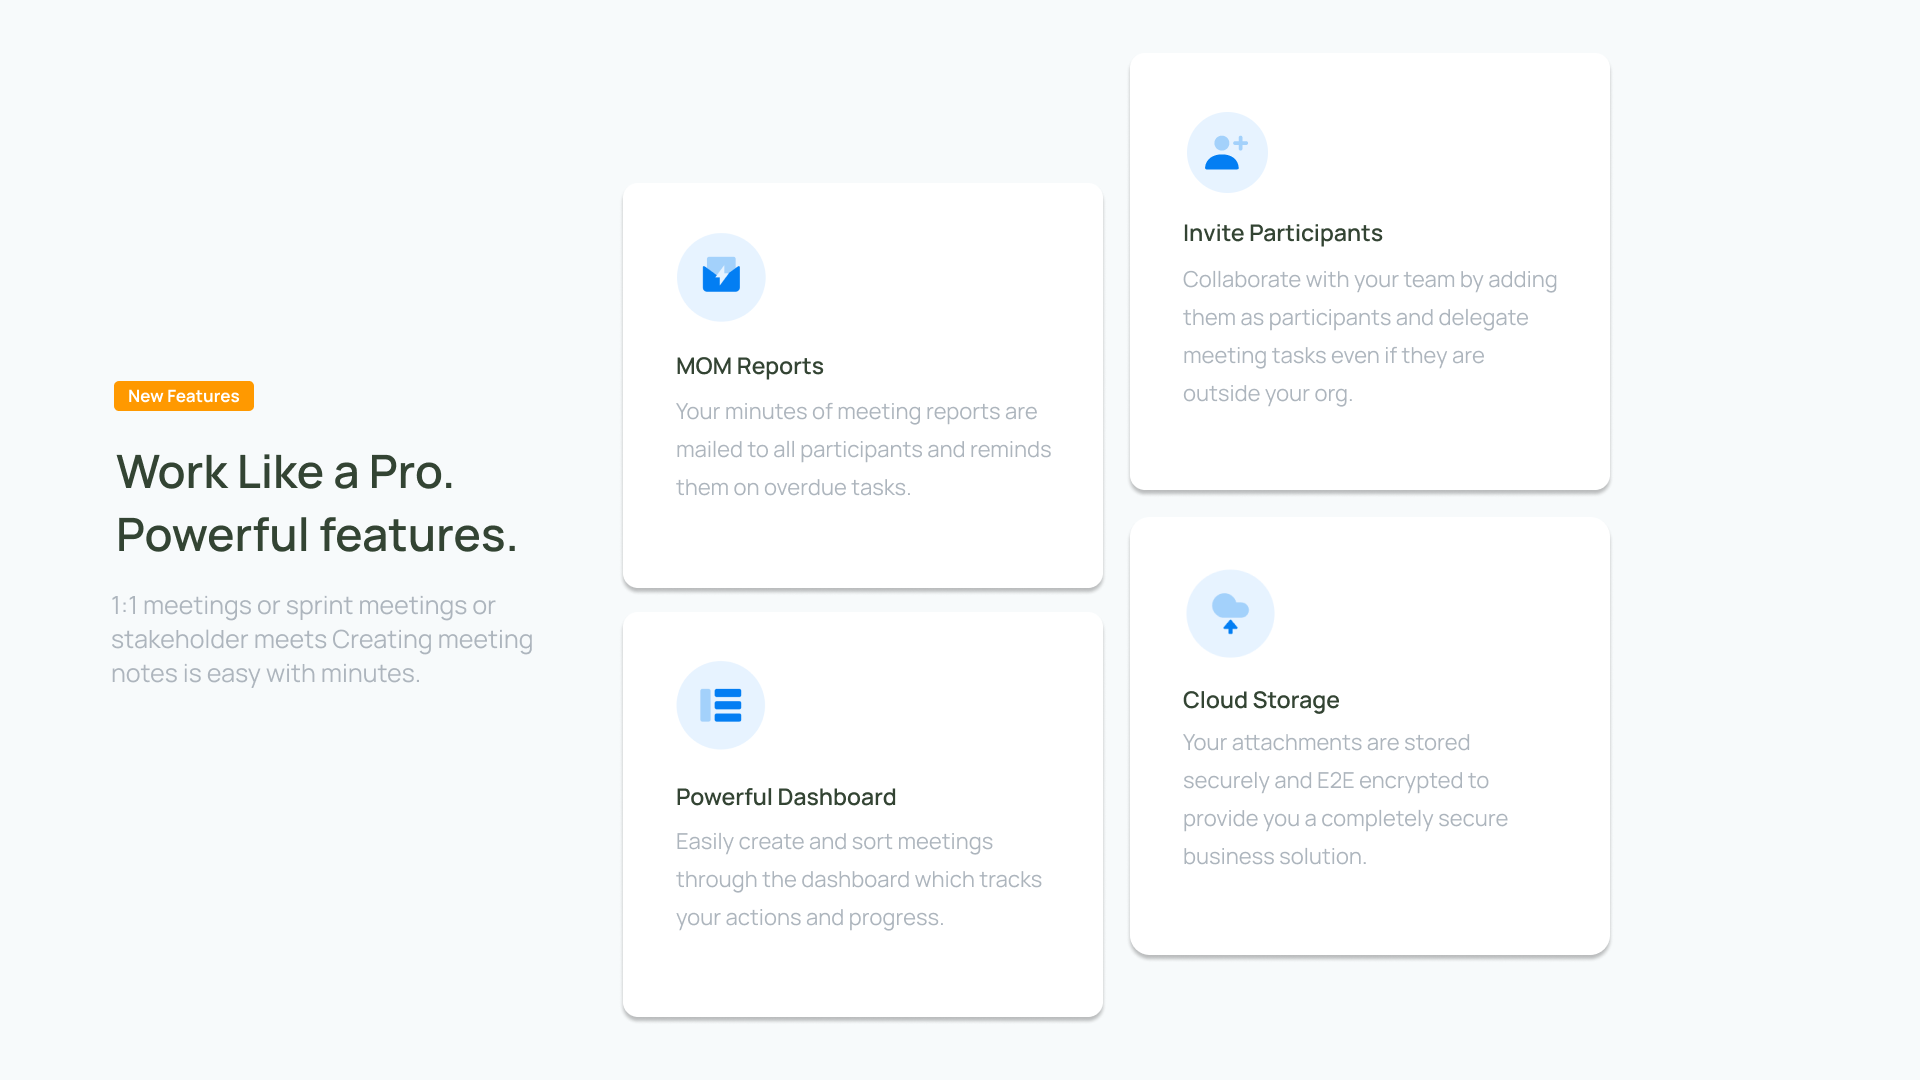 New Features
Work Like a Pro.
Powerful features.
1:1 meetings or sprint meetings or
stakeholder meets Creating meeting
notes is easy with minutes.
MOM Reports
Your minutes of meeting reports are
mailed to all participants and reminds
them on overdue tasks.
Powerful Dashboard
Easily create and sort meetings
through the dashboard which tracks
your actions and progress.
Invite Participants
Collaborate with your team by adding
them as participants and delegate
meeting tasks even if they are
outside your org.
Cloud Storage
Your attachments are stored
securely and E2E encrypted to
provide you a completely secure
business solution.